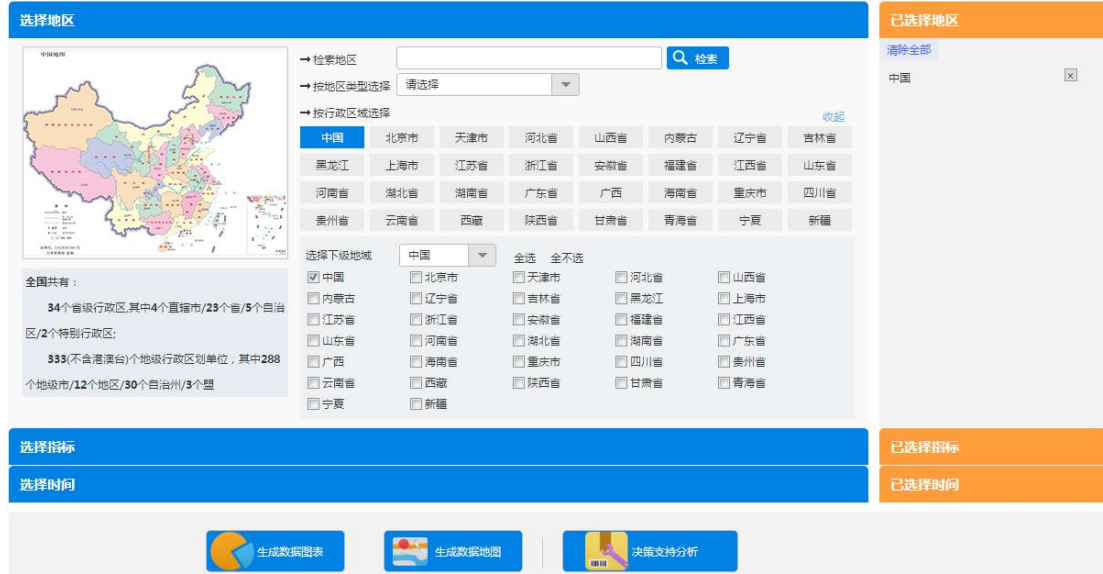 选择地区
已选择地区
中国地图
检索地区
检索
按地区类型选择 请选择
按行政区域选择
收起
中国 北京市 天津市 河北省 山西省 内蒙古 辽宁省 吉林省
黑龙江 上海市 江苏省 浙江省 安徽省 福建省 江西省 山东省
河南省 湖北省 湖南省 广东省 广西 海南省 重庆市 四川省
贵州省 云南省 西藏 陕西省 甘肃省 青海省 宁夏 新疆
选择下级地域 中国 全选 全不选
中国 北京市 天津市 河北省 山西省
内蒙古 辽宁省 吉林省 黑龙江 上海市
江苏省 浙江省 安徽省 福建省 江西省
山东省 河南省 湖北省 湖南省 广东省
广西 海南省 重庆市 四川省 贵州省
云南省 西藏 陕西省 甘肃省 青海省
宁夏 新疆
全国共有：
34个省级行政区,其中4个直辖市/23个省/5个自治
区/2个特别行政区;
333(不含港澳台)个地级行政区划单位，其中288
个地级市/12个地区/30个自治州/3个盟
清除全部
中国 x
选择指标
已选择指标
选择时间
已选择时间
生成数据图表
生成数据地图
决策支持分析